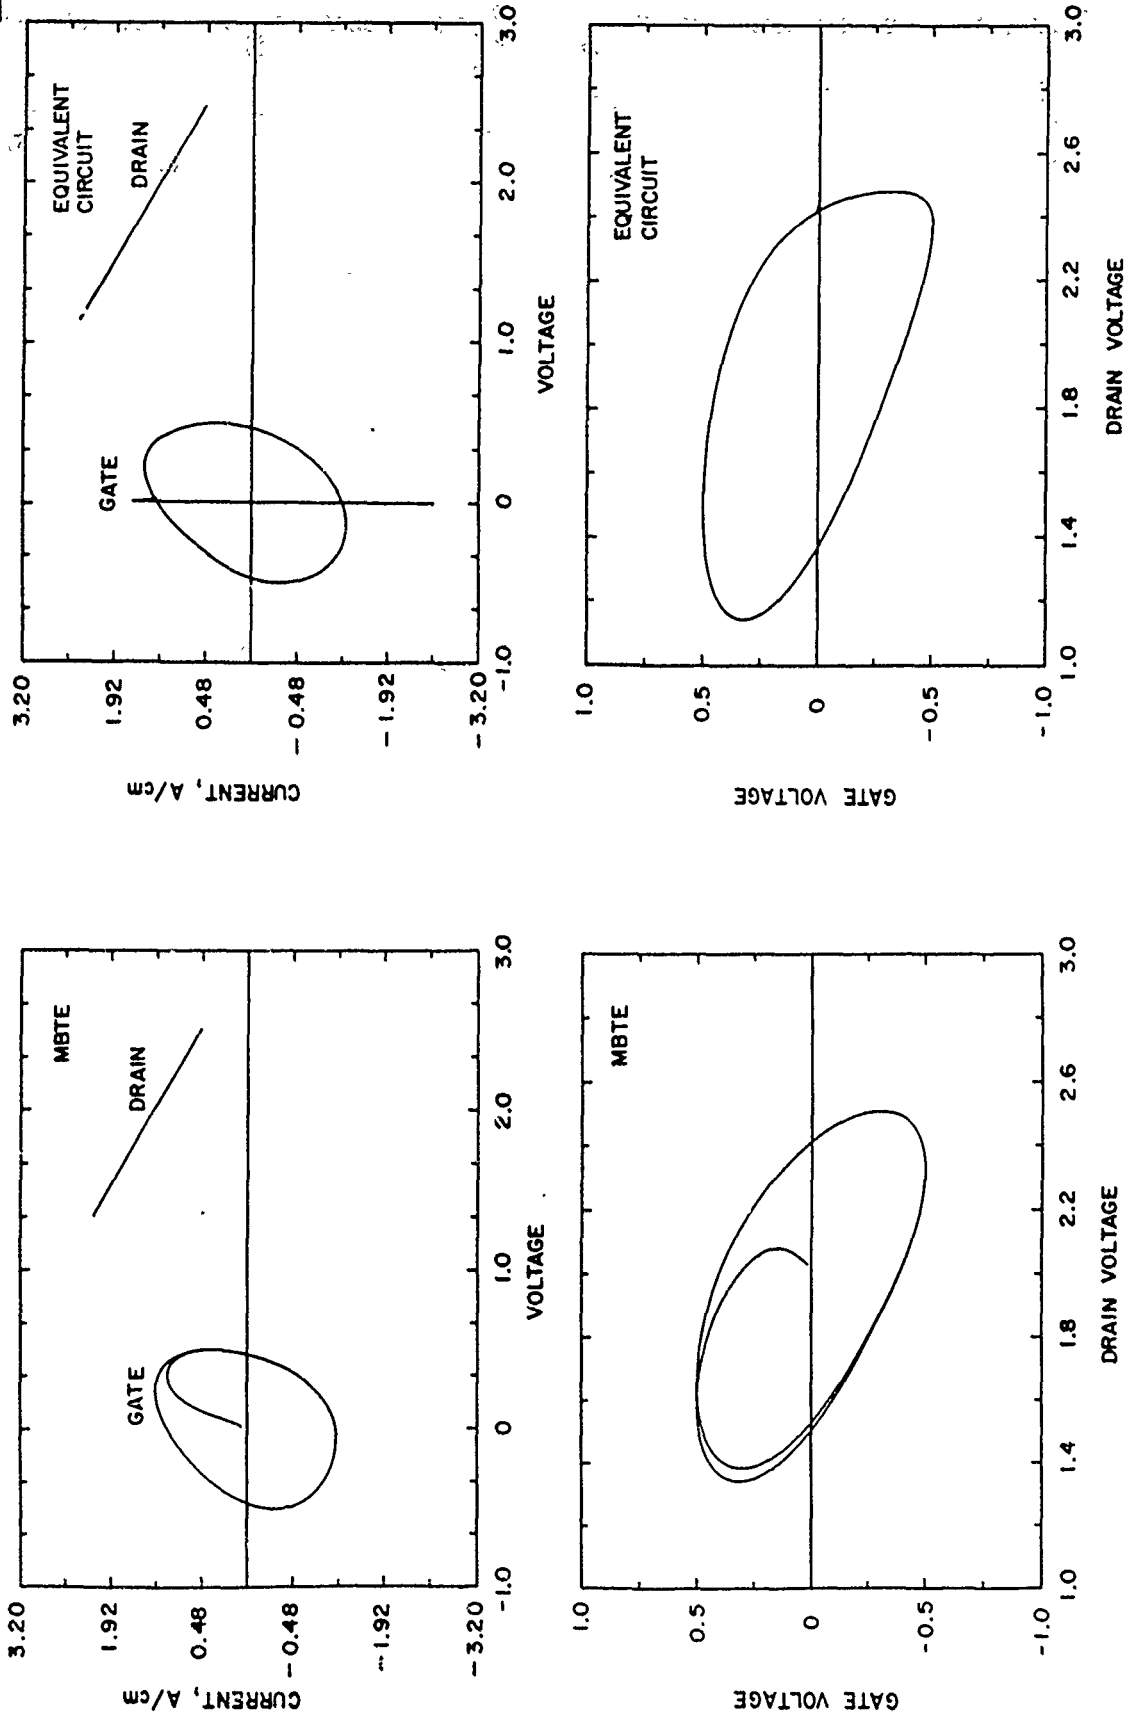 3.20
1.92
0.48
− 0.48
− 1.92
− 3.20
CURRENT, A/cm
MBTE
GATE
DRAIN
-1.0
0
1.0
2.0
3.0
VOLTAGE
3.20
1.92
0.48
− 0.48
− 1.92
− 3.20
CURRENT, A/cm
EQUIVALENT
CIRCUIT
GATE
DRAIN
-1.0
0
1.0
2.0
3.0
VOLTAGE
1.0
0.5
0
-0.5
-1.0
GATE VOLTAGE
MBTE
1.0
1.4
1.8
2.2
2.6
3.0
DRAIN VOLTAGE
1.0
0.5
0
-0.5
-1.0
GATE VOLTAGE
EQUIVALENT
CIRCUIT
1.0
1.4
1.8
2.2
2.6
3.0
DRAIN VOLTAGE